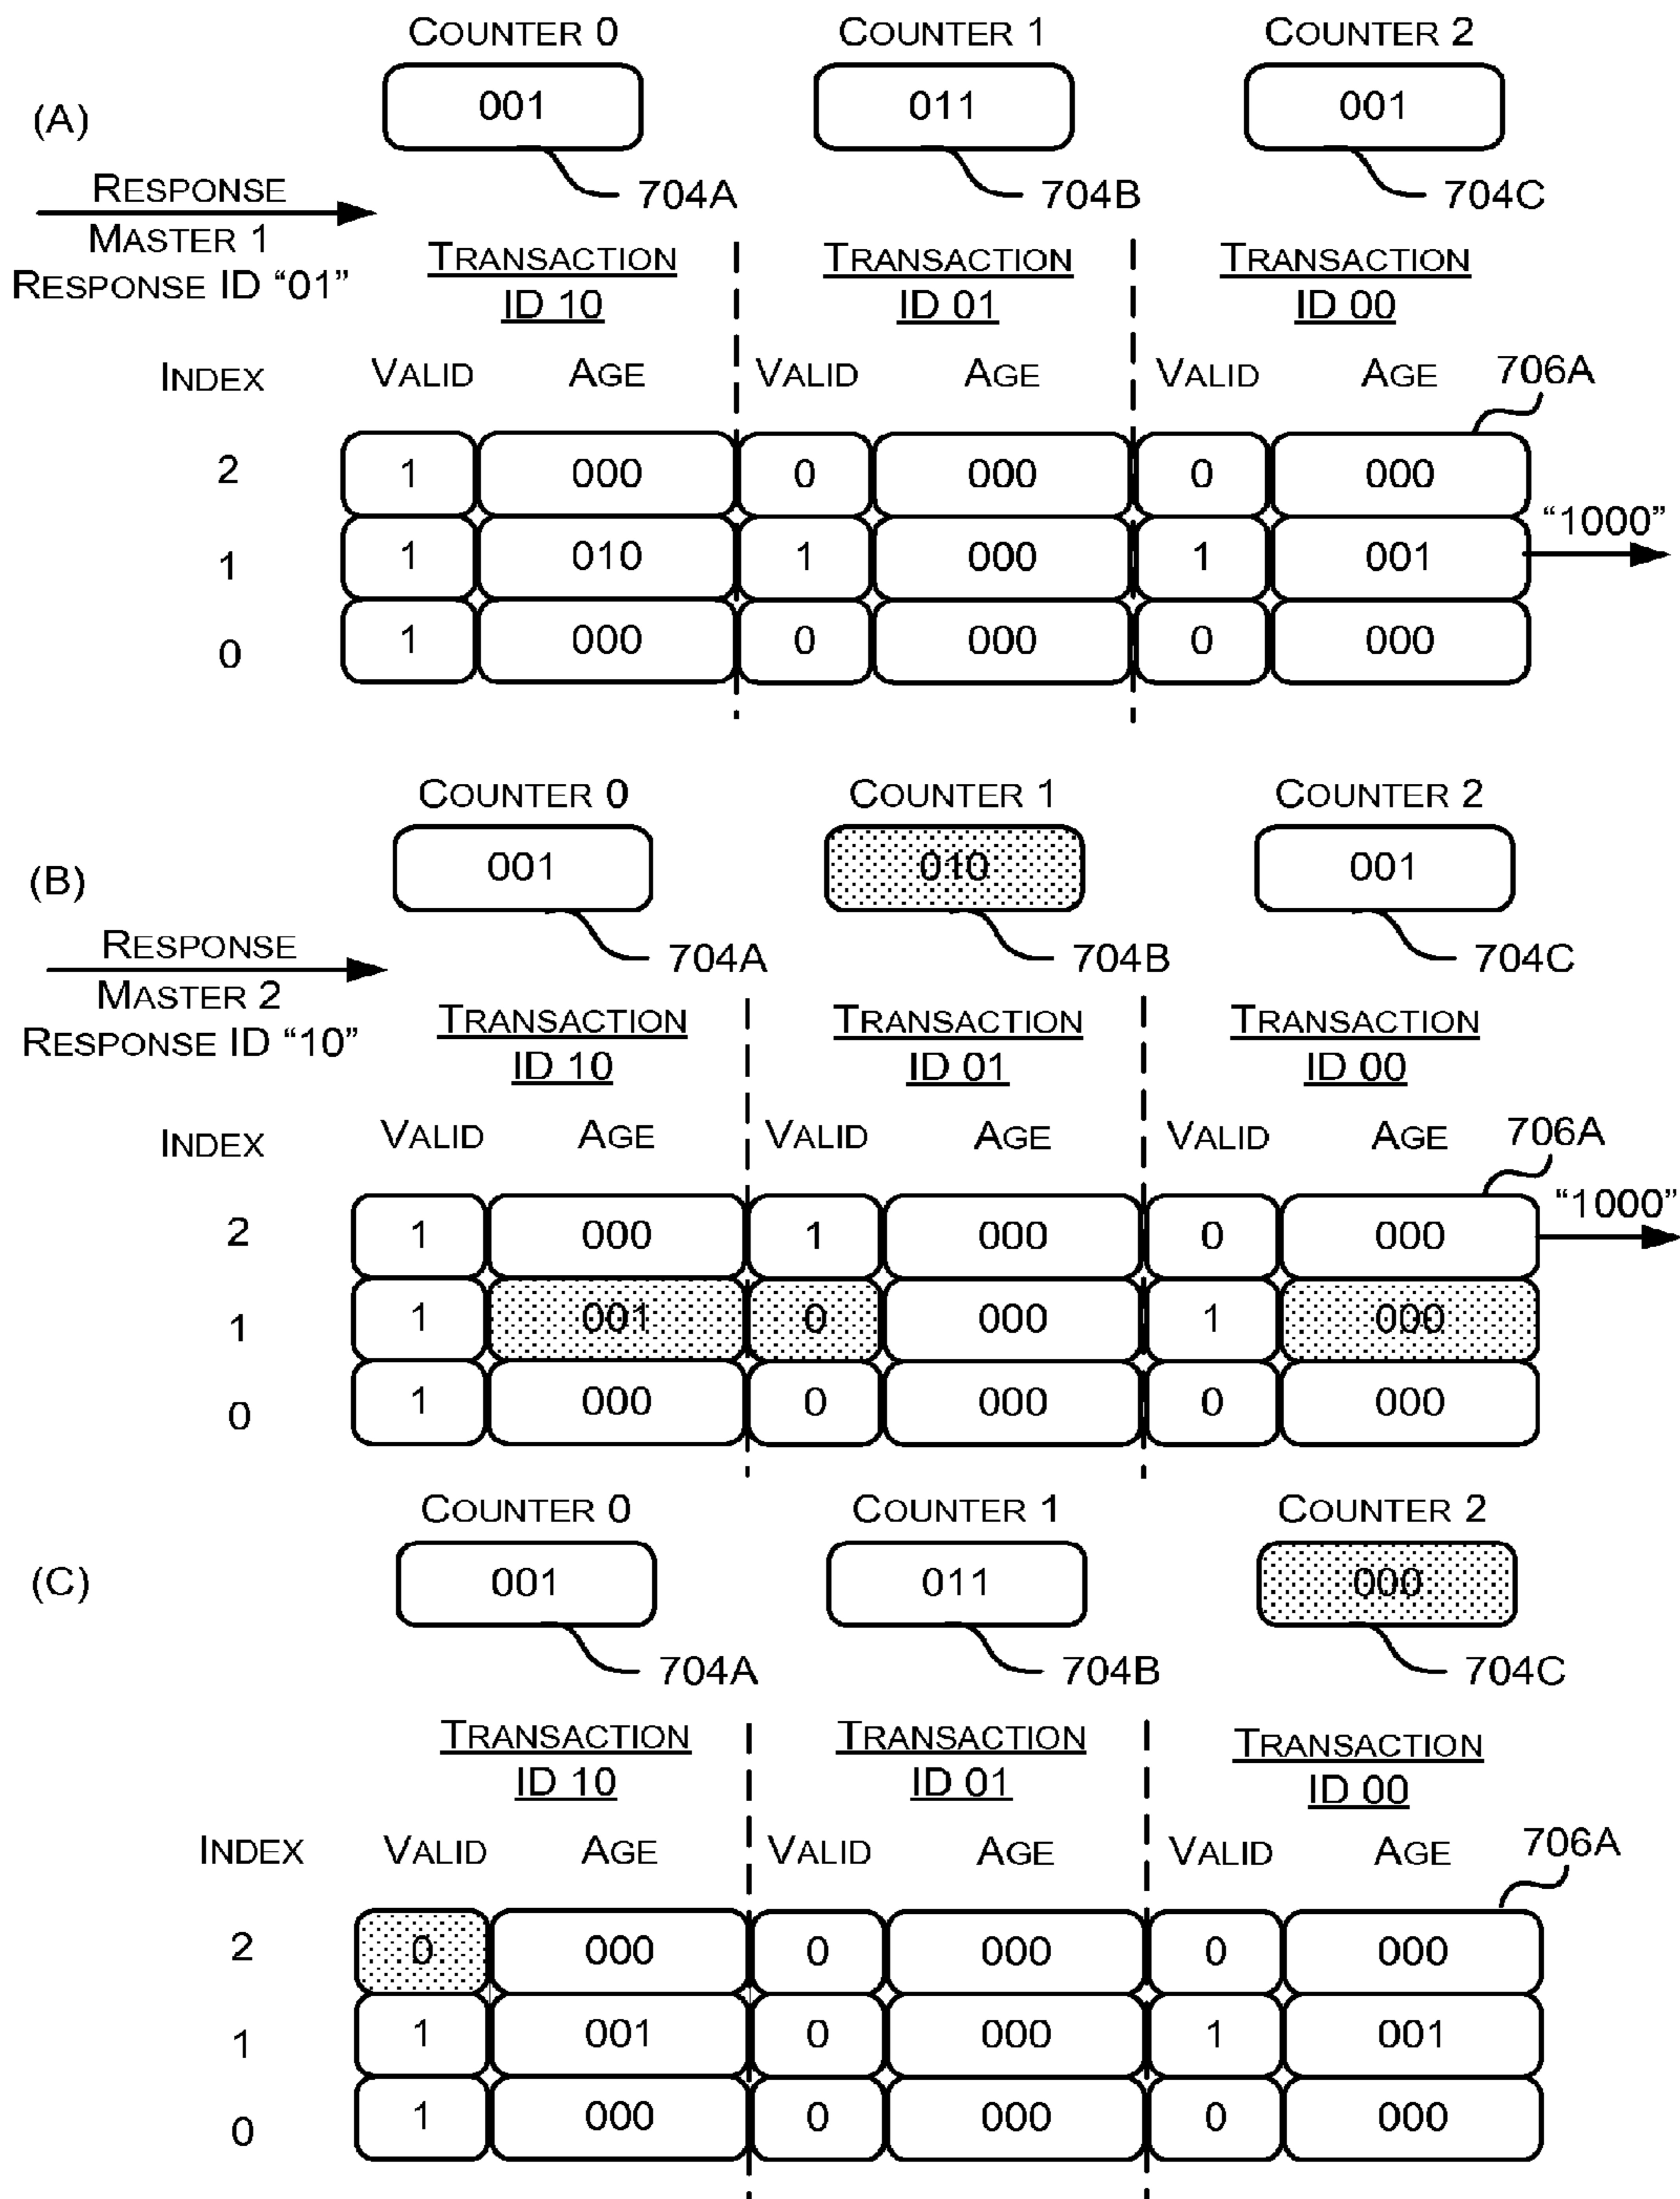 COUNTER 0 COUNTER 1 COUNTER 2
(A) 001 011 001
704A 704B 704C
RESPONSE
MASTER 1
RESPONSE ID “01”
TRANSACTION TRANSACTION TRANSACTION
ID 10 ID 01 ID 00
INDEX VALID AGE VALID AGE VALID AGE 706A
2 1 000 0 000 0 000
1 1 010 1 000 1 001 “1000”
0 1 000 0 000 0 000
COUNTER 0 COUNTER 1 COUNTER 2
(B) 001 010 001
704A 704B 704C
RESPONSE
MASTER 2
RESPONSE ID “10”
TRANSACTION TRANSACTION TRANSACTION
ID 10 ID 01 ID 00
INDEX VALID AGE VALID AGE VALID AGE 706A
2 1 000 1 000 0 000 “1000”
1 1 001 0 000 1 000
0 1 000 0 000 0 000
COUNTER 0 COUNTER 1 COUNTER 2
(C) 001 011 000
704A 704B 704C
TRANSACTION TRANSACTION TRANSACTION
ID 10 ID 01 ID 00
INDEX VALID AGE VALID AGE VALID AGE 706A
2 0 000 0 000 0 000
1 1 001 0 000 1 001
0 1 000 0 000 0 000